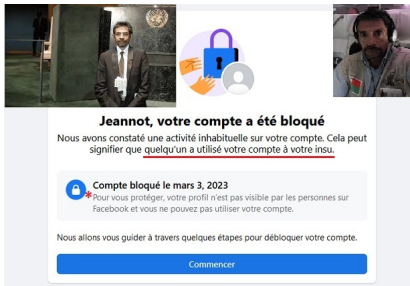 Jeannot, votre compte a été bloqué
Nous avons constaté une activité inhabituelle sur votre compte. Cela peut
signifier que quelqu'un a utilisé votre compte à votre insu.
Compte bloqué le mars 3, 2023
*Pour vous protéger, votre profil n'est pas visible par les personnes sur
Facebook et vous ne pouvez pas utiliser votre compte.
Nous allons vous guider à travers quelques étapes pour débloquer votre compte.
Commencer